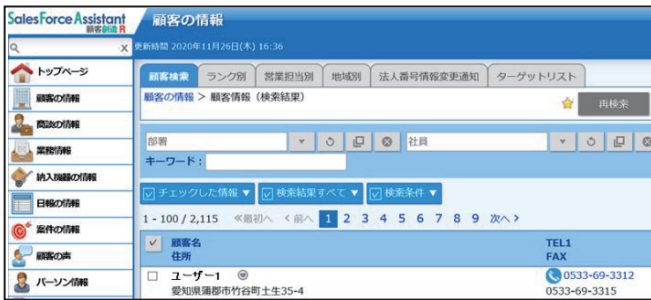 SalesForce Assistant
顧客創造 R
顧客の情報
X
更新時間 2020年11月26日(木) 16:36
トップページ
顧客の情報
商談の情報
業務情報
納入機器の情報
日報の情報
案件の情報
顧客の声
パーソン情報
顧客検索 ランク別 営業担当別 地域別 法人番号情報変更通知 ターゲットリスト
顧客の情報 > 顧客情報 (検索結果)
再検索
部署 社員
キーワード:
チェックした情報 ▼ 検索結果すべて ▼ 検索条件 ▼
1 - 100 / 2,115 ≪最初へ < 前へ 1 2 3 4 5 6 7 8 9 次へ >
顧客名 TEL1
住所 FAX
ユーザー1 0533-69-3312
愛知県蒲郡市竹谷町土生35-4 0533-69-3315